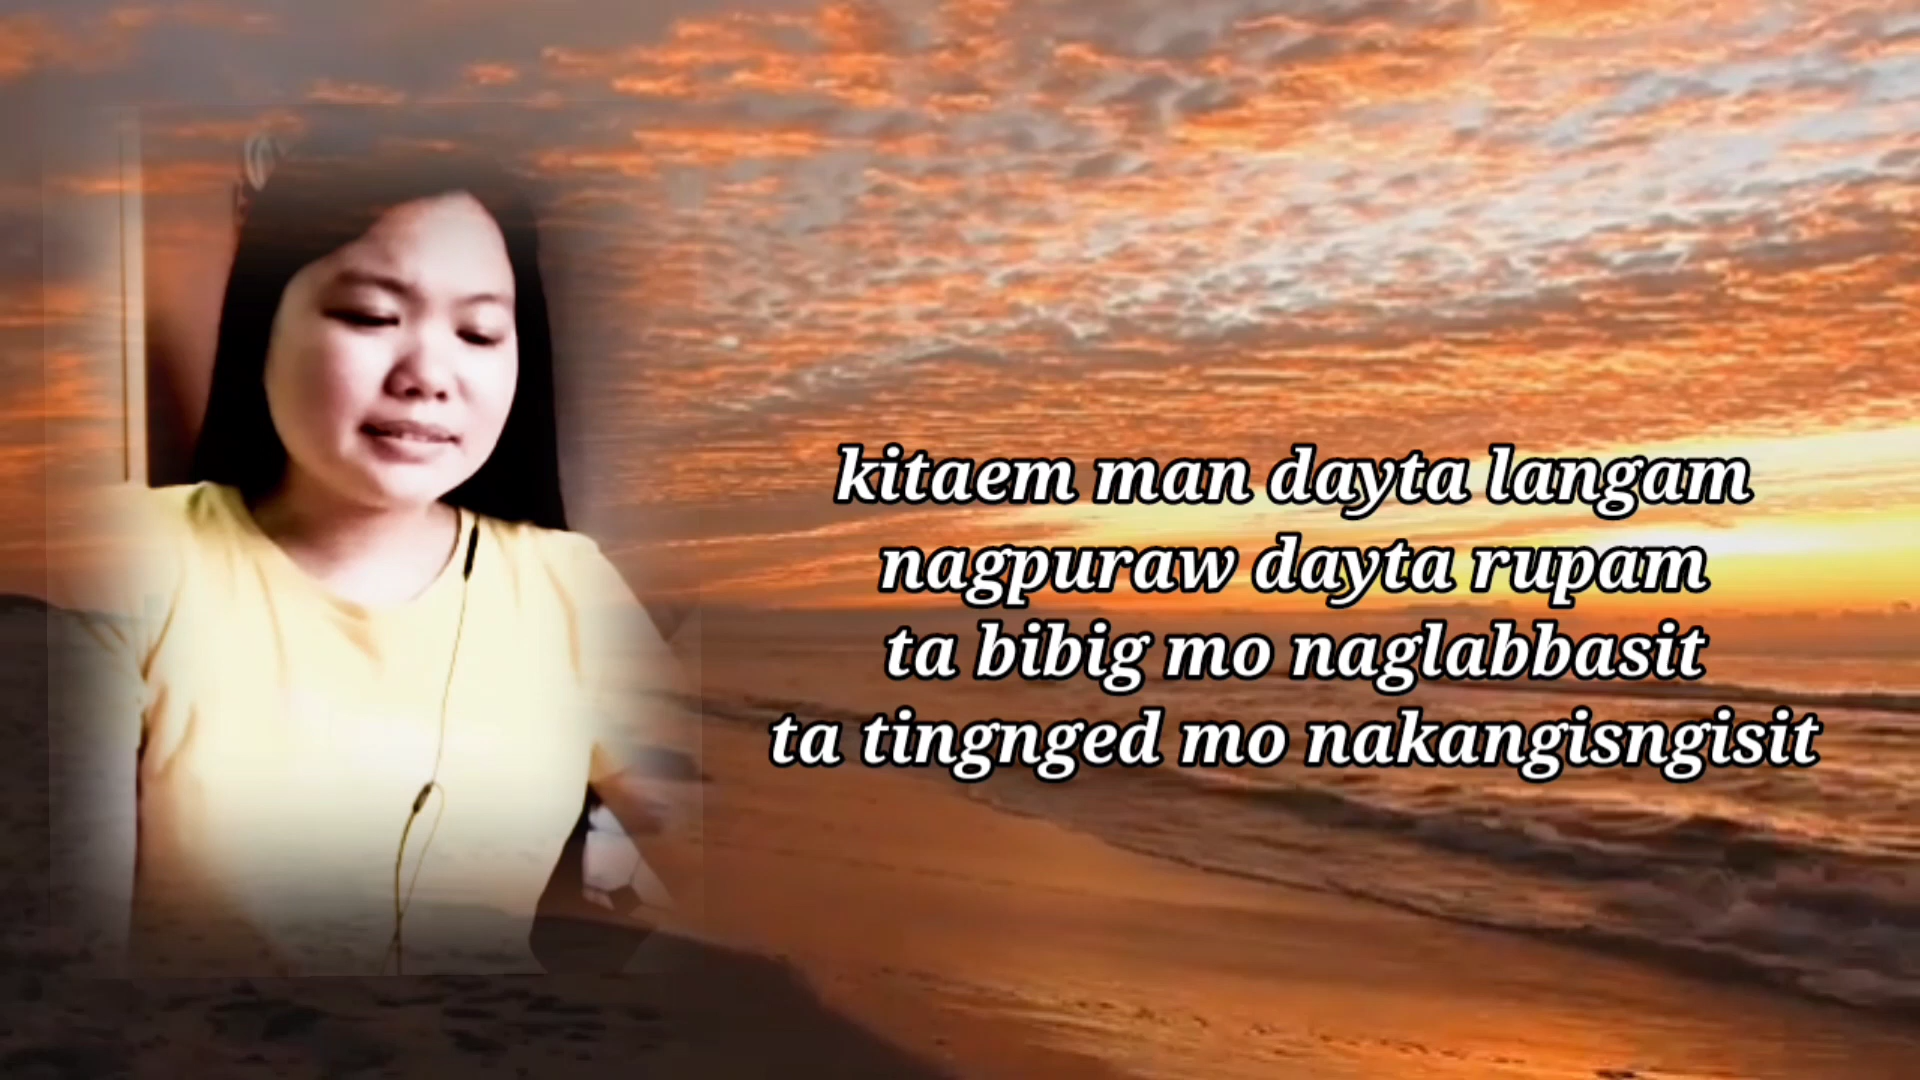 kitaem man dayta langam
nagpuraw dayta rupam
ta bibig mo naglabbasit
ta tingnged mo nakangisngisit